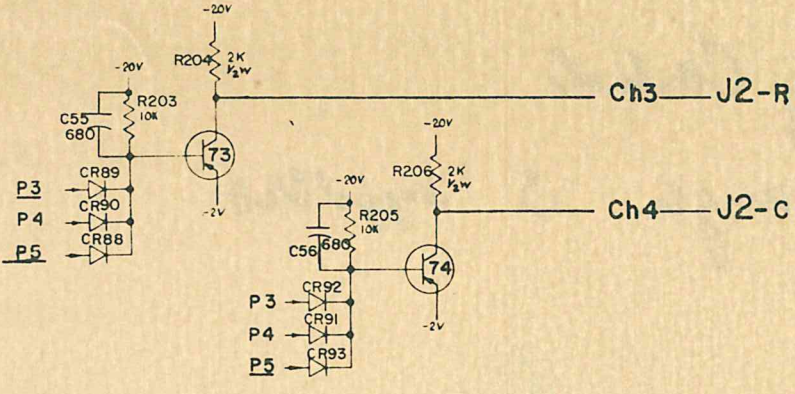 -20V
R204 2K
½W
-20V
R203
10K
C55
680
Ch3 — J2-R
73
CR89
P3
CR90
P4
CR88
P5
-2V
-20V
R206 2K
½W
-20V
R205
10K
680
C56
Ch4 — J2-C
74
CR92
P3
CR91
P4
CR93
P5
-2V